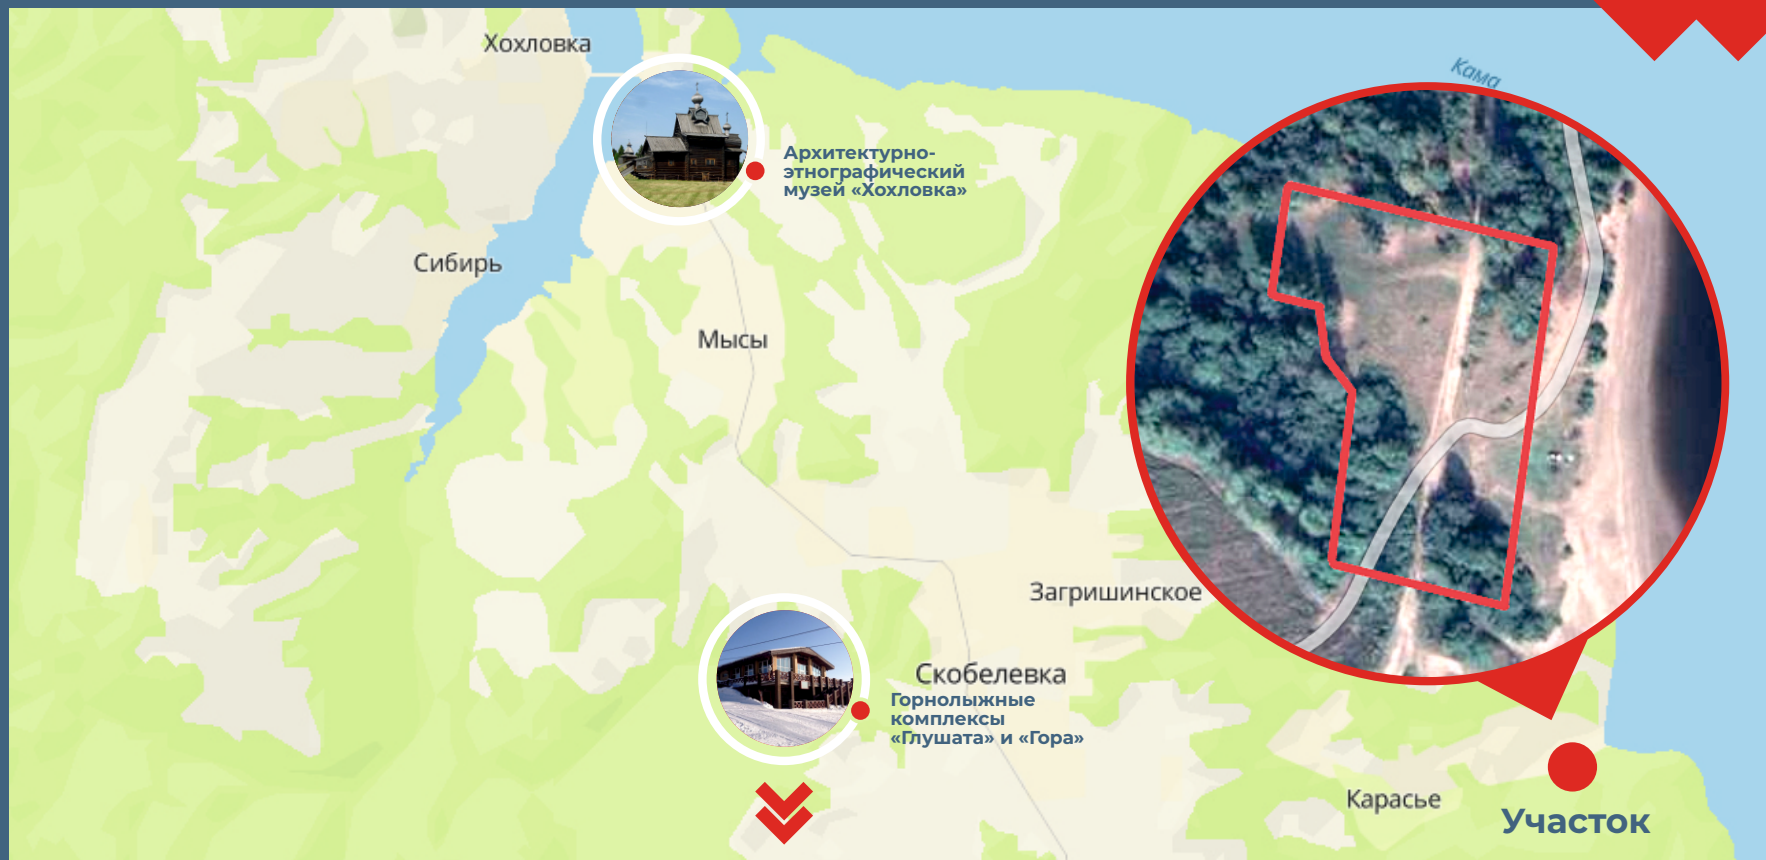 Хохловка
Кама
Архитектурно-
этнографический
музей «Хохловка»
Сибирь
Мысы
Загришинское
Скобелевка
Горнолыжные
комплексы
«Глушата» и «Гора»
Карасье
Участок